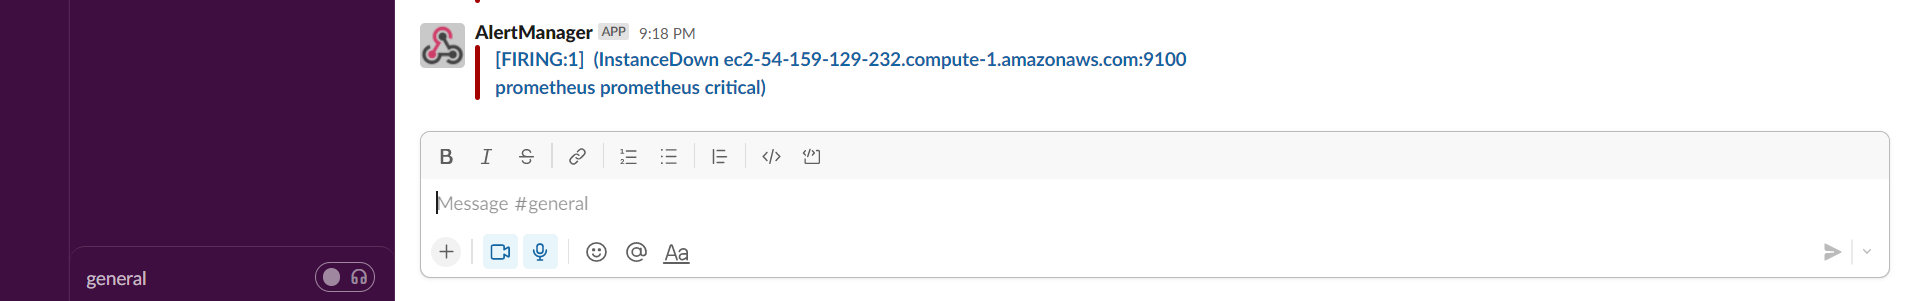 AlertManager APP 9:18 PM
[FIRING:1] (InstanceDown ec2-54-159-129-232.compute-1.amazonaws.com:9100
prometheus prometheus critical)
B I S
Message #general
@ Aa
general